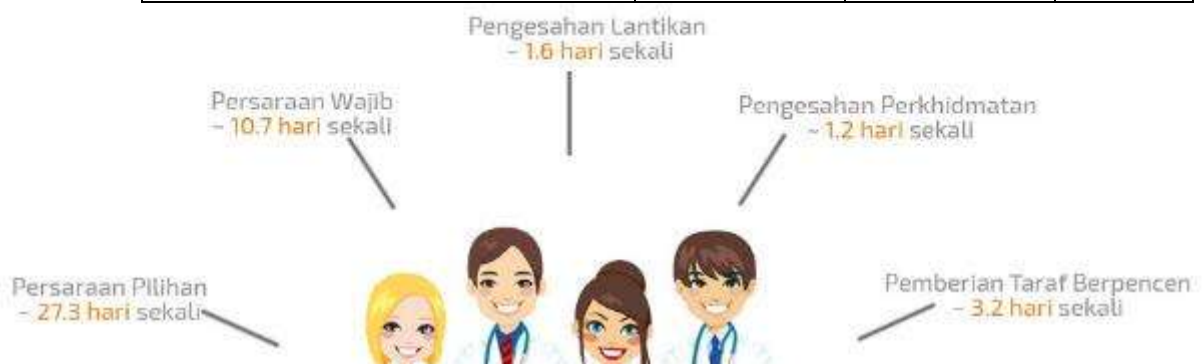 Pengesahan Lantikan
~ 1.6 hari sekali
Persaraan Wajib
~ 10.7 hari sekali
Pengesahan Perkhidmatan
~ 1.2 hari sekali
Persaraan Pilihan
~ 27.3 hari sekali
Pemberian Taraf Berpencen
~ 3.2 hari sekali